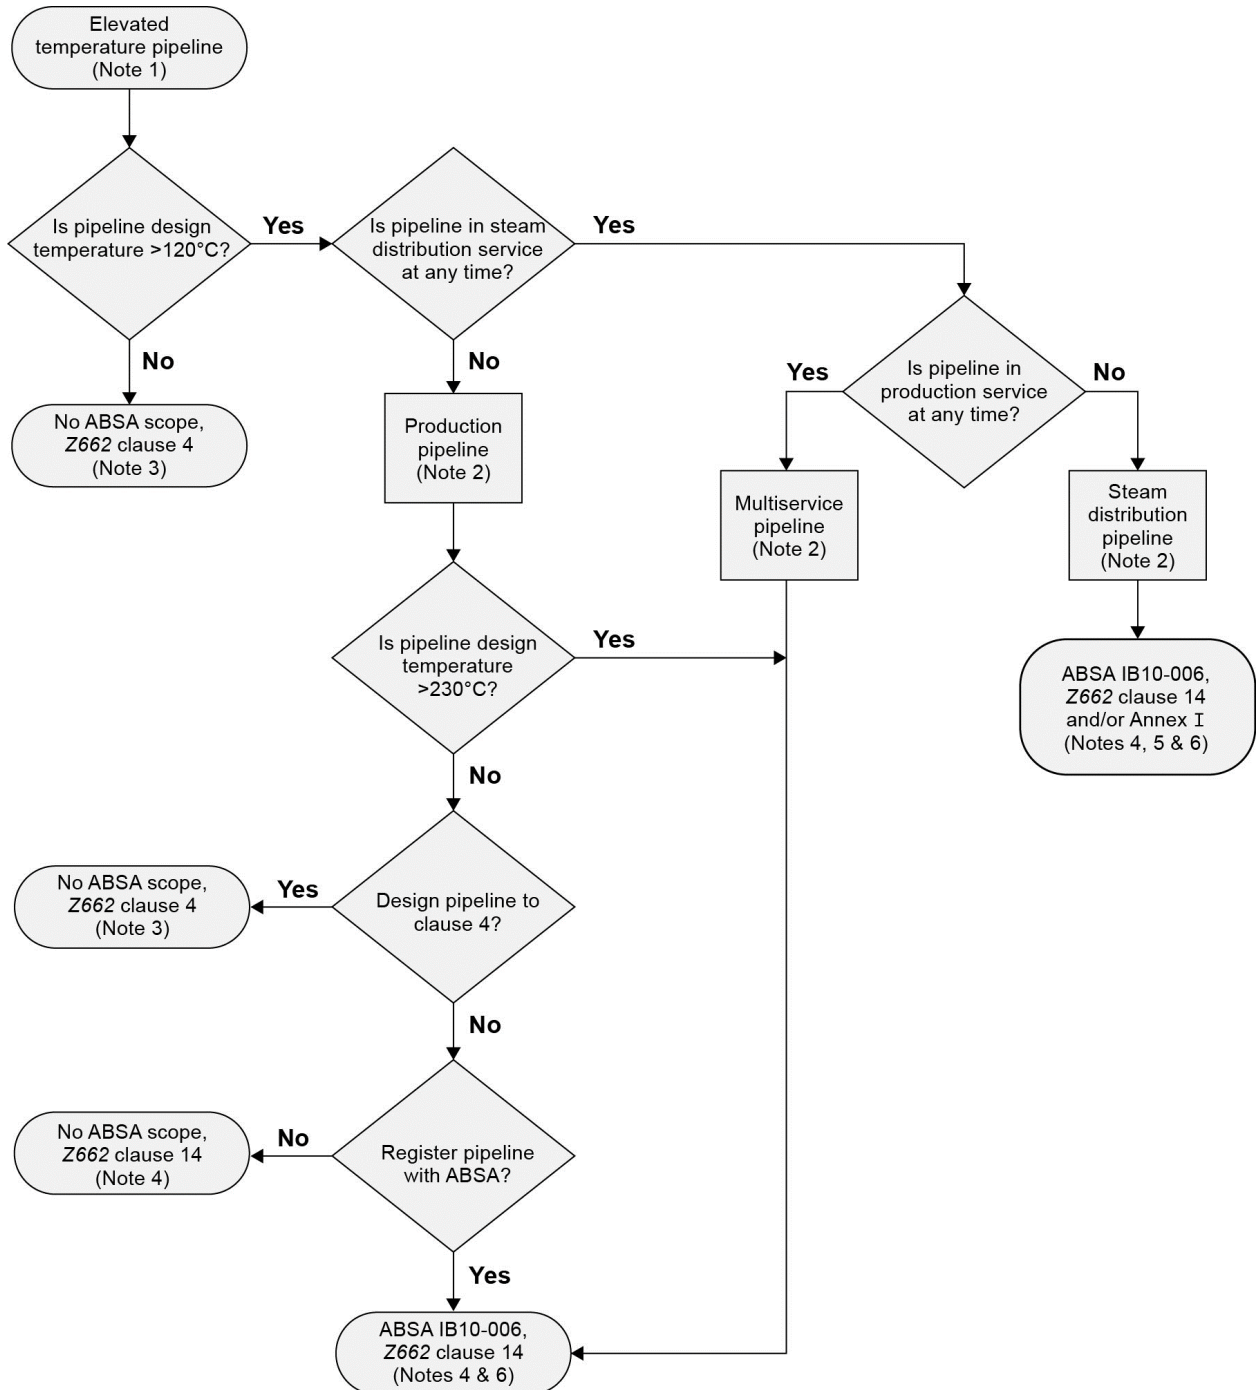 Elevated
temperature pipeline
(Note 1)
Is pipeline design
temperature >120°C?
Yes
Is pipeline in steam
distribution service
at any time?
Yes
No
No ABSA scope,
Z662 clause 4
(Note 3)
No
Production
pipeline
(Note 2)
Is pipeline in
production service
at any time?
Yes
No
Multiservice
pipeline
(Note 2)
Steam
distribution
pipeline
(Note 2)
Is pipeline design
temperature
>230°C?
Yes
ABSA IB10-006,
Z662 clause 14
and/or Annex I
(Notes 4, 5 & 6)
No
Design pipeline to
clause 4?
Yes
No ABSA scope,
Z662 clause 4
(Note 3)
No
Register pipeline
with ABSA?
No
No ABSA scope,
Z662 clause 14
(Note 4)
Yes
ABSA IB10-006,
Z662 clause 14
(Notes 4 & 6)